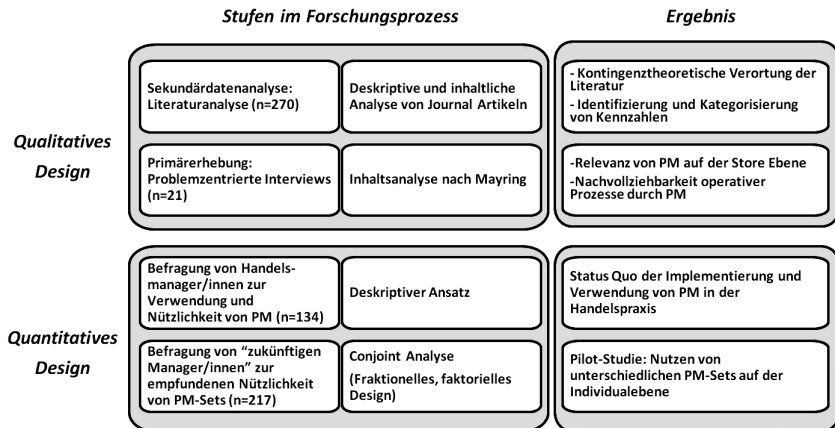 Stufen im Forschungsprozess
Ergebnis
Qualitatives
Design
Sekundärdatenanalyse:
Literaturanalyse (n=270)
Deskriptive und inhaltliche
Analyse von Journal Artikeln
- Kontingenztheoretische Verortung der
Literatur
- Identifizierung und Kategorisierung
von Kennzahlen
Primärerhebung:
Problemzentrierte Interviews
(n=21)
Inhaltsanalyse nach Mayring
-Relevanz von PM auf der Store Ebene
-Nachvollziehbarkeit operativer
Prozesse durch PM
Quantitatives
Design
Befragung von Handels-
manager/innen zur
Verwendung und
Nützlichkeit von PM (n=134)
Deskriptiver Ansatz
Status Quo der Implementierung und
Verwendung von PM in der
Handelspraxis
Befragung von “zukünftigen
Manager/innen” zur
empfundenen Nützlichkeit
von PM-Sets (n=217)
Conjoint Analyse
(Fraktionelles, faktorielles
Design)
Pilot-Studie: Nutzen von
unterschiedlichen PM-Sets auf der
Individualebene